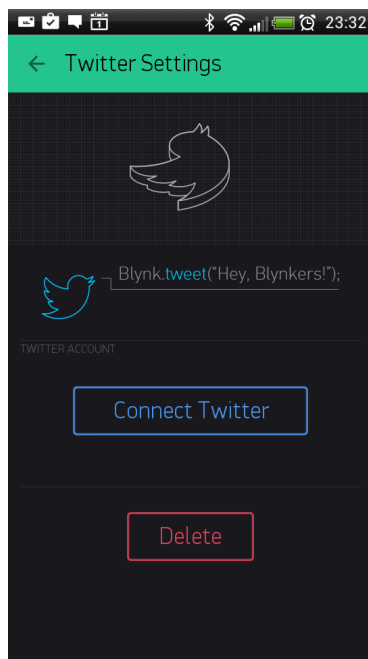 23:32
Twitter Settings
Blynk.tweet("Hey, Blynkers!");
TWITTER ACCOUNT
Connect Twitter
Delete